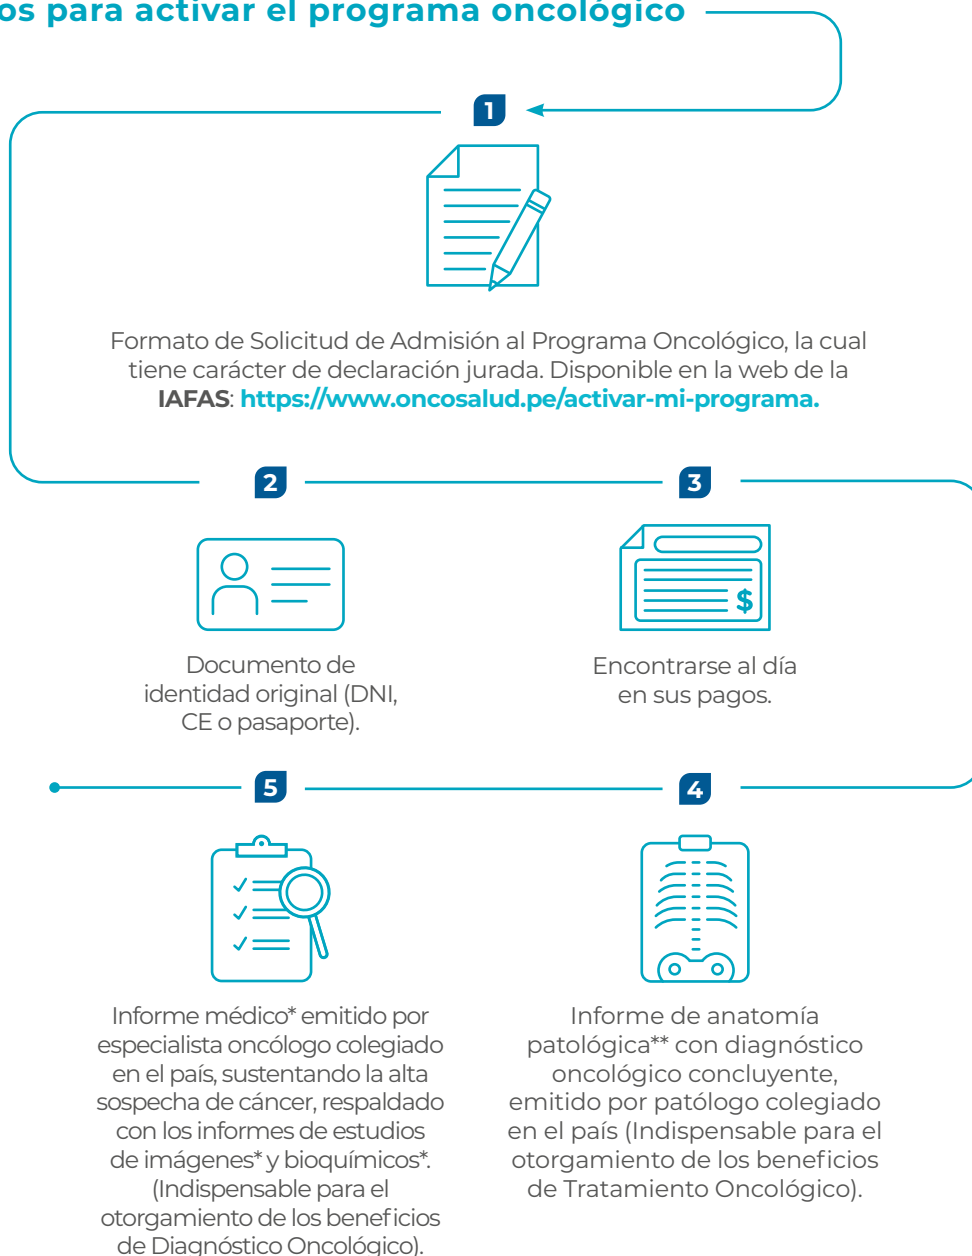 os para activar el programa oncológico
1
Formato de Solicitud de Admisión al Programa Oncológico, la cual
tiene carácter de declaración jurada. Disponible en la web de la
IAFAS: https://www.oncosalud.pe/activar-mi-programa.
2
Documento de
identidad original (DNI,
CE o pasaporte).
3
$
Encontrarse al día
en sus pagos.
4
Informe de anatomía
patológica** con diagnóstico
oncológico concluyente,
emitido por patólogo colegiado
en el país (Indispensable para el
otorgamiento de los beneficios
de Tratamiento Oncológico).
5
Informe médico* emitido por
especialista oncólogo colegiado
en el país, sustentando la alta
sospecha de cáncer, respaldado
con los informes de estudios
de imágenes* y bioquímicos*.
(Indispensable para el
otorgamiento de los beneficios
de Diagnóstico Oncológico).